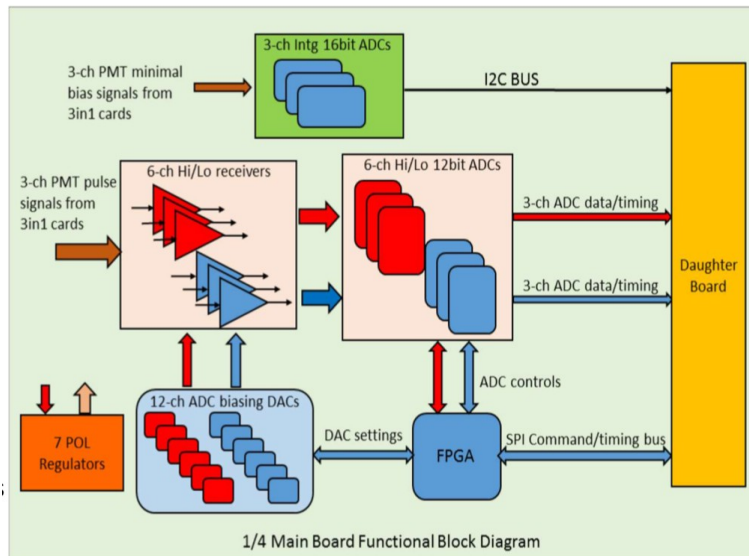 3-ch Intg 16bit ADCs
3-ch PMT minimal
bias signals from
3in1 cards
I2C BUS
6-ch Hi/Lo receivers
6-ch Hi/Lo 12bit ADCs
3-ch PMT pulse
signals from
3in1 cards
3-ch ADC data/timing
Daughter
Board
3-ch ADC data/timing
ADC controls
12-ch ADC biasing DACs
7 POL
Regulators
DAC settings
FPGA
SPI Command/timing bus
1/4 Main Board Functional Block Diagram